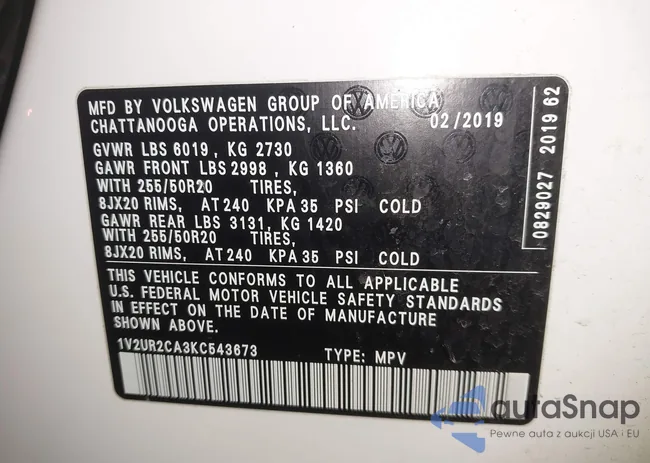 MFD BY VOLKSWAGEN GROUP OF AMERICA
CHATTANOOGA OPERATIONS, LLC. 02/2019
GVWR LBS 6019 , KG 2730
GAWR FRONT LBS 2998 , KG 1360
WITH 255/50R20 TIRES,
8JX20 RIMS, AT 240 KPA 35 PSI COLD
GAWR REAR LBS 3131, KG 1420
WITH 255/50R20 TIRES,
8JX20 RIMS, AT 240 KPA 35 PSI COLD
THIS VEHICLE CONFORMS TO ALL APPLICABLE
U.S. FEDERAL MOTOR VEHICLE SAFETY STANDARDS
IN EFFECT ON THE DATE OF MANUFACTURE
SHOWN ABOVE.
1V2UR2CA3KC543673 TYPE: MPV
0829027 2019 62
autaSnap
Pewne auta z aukcji USA i EU